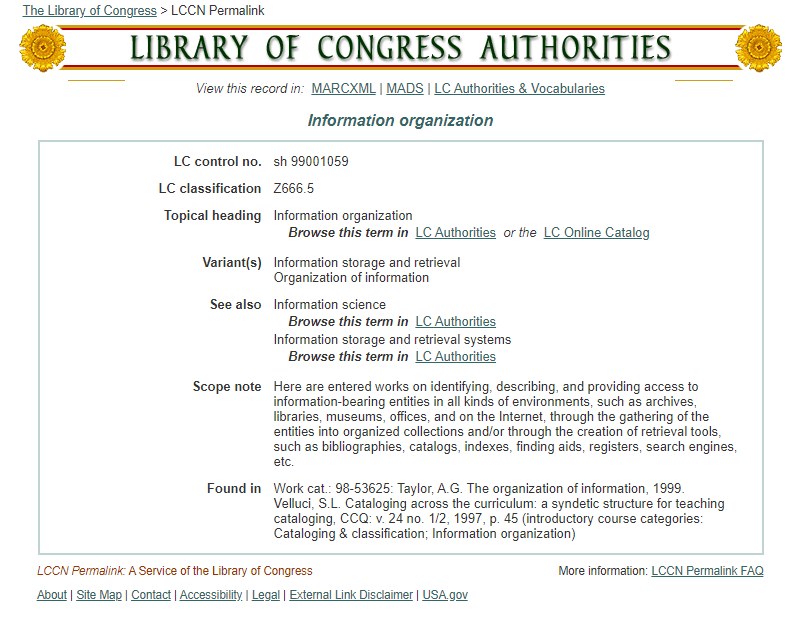 The Library of Congress > LCCN Permalink
LIBRARY OF CONGRESS AUTHORITIES
View this record in: MARCXML | MADS | LC Authorities & Vocabularies
Information organization
LC control no. sh 99001059
LC classification Z666.5
Topical heading Information organization
Browse this term in LC Authorities or the LC Online Catalog
Variant(s) Information storage and retrieval
Organization of information
See also Information science
Browse this term in LC Authorities
Information storage and retrieval systems
Browse this term in LC Authorities
Scope note Here are entered works on identifying, describing, and providing access to
information-bearing entities in all kinds of environments, such as archives,
libraries, museums, offices, and on the Internet, through the gathering of the
entities into organized collections and/or through the creation of retrieval tools,
such as bibliographies, catalogs, indexes, finding aids, registers, search engines,
etc.
Found in Work cat.: 98-53625: Taylor, A.G. The organization of information, 1999.
Velluci, S.L. Cataloging across the curriculum: a syndetic structure for teaching
cataloging, CCQ: v. 24 no. 1/2, 1997, p. 45 (introductory course categories:
Cataloging & classification; Information organization)
LCCN Permalink: A Service of the Library of Congress More information: LCCN Permalink FAQ
About | Site Map | Contact | Accessibility | Legal | External Link Disclaimer | USA.gov